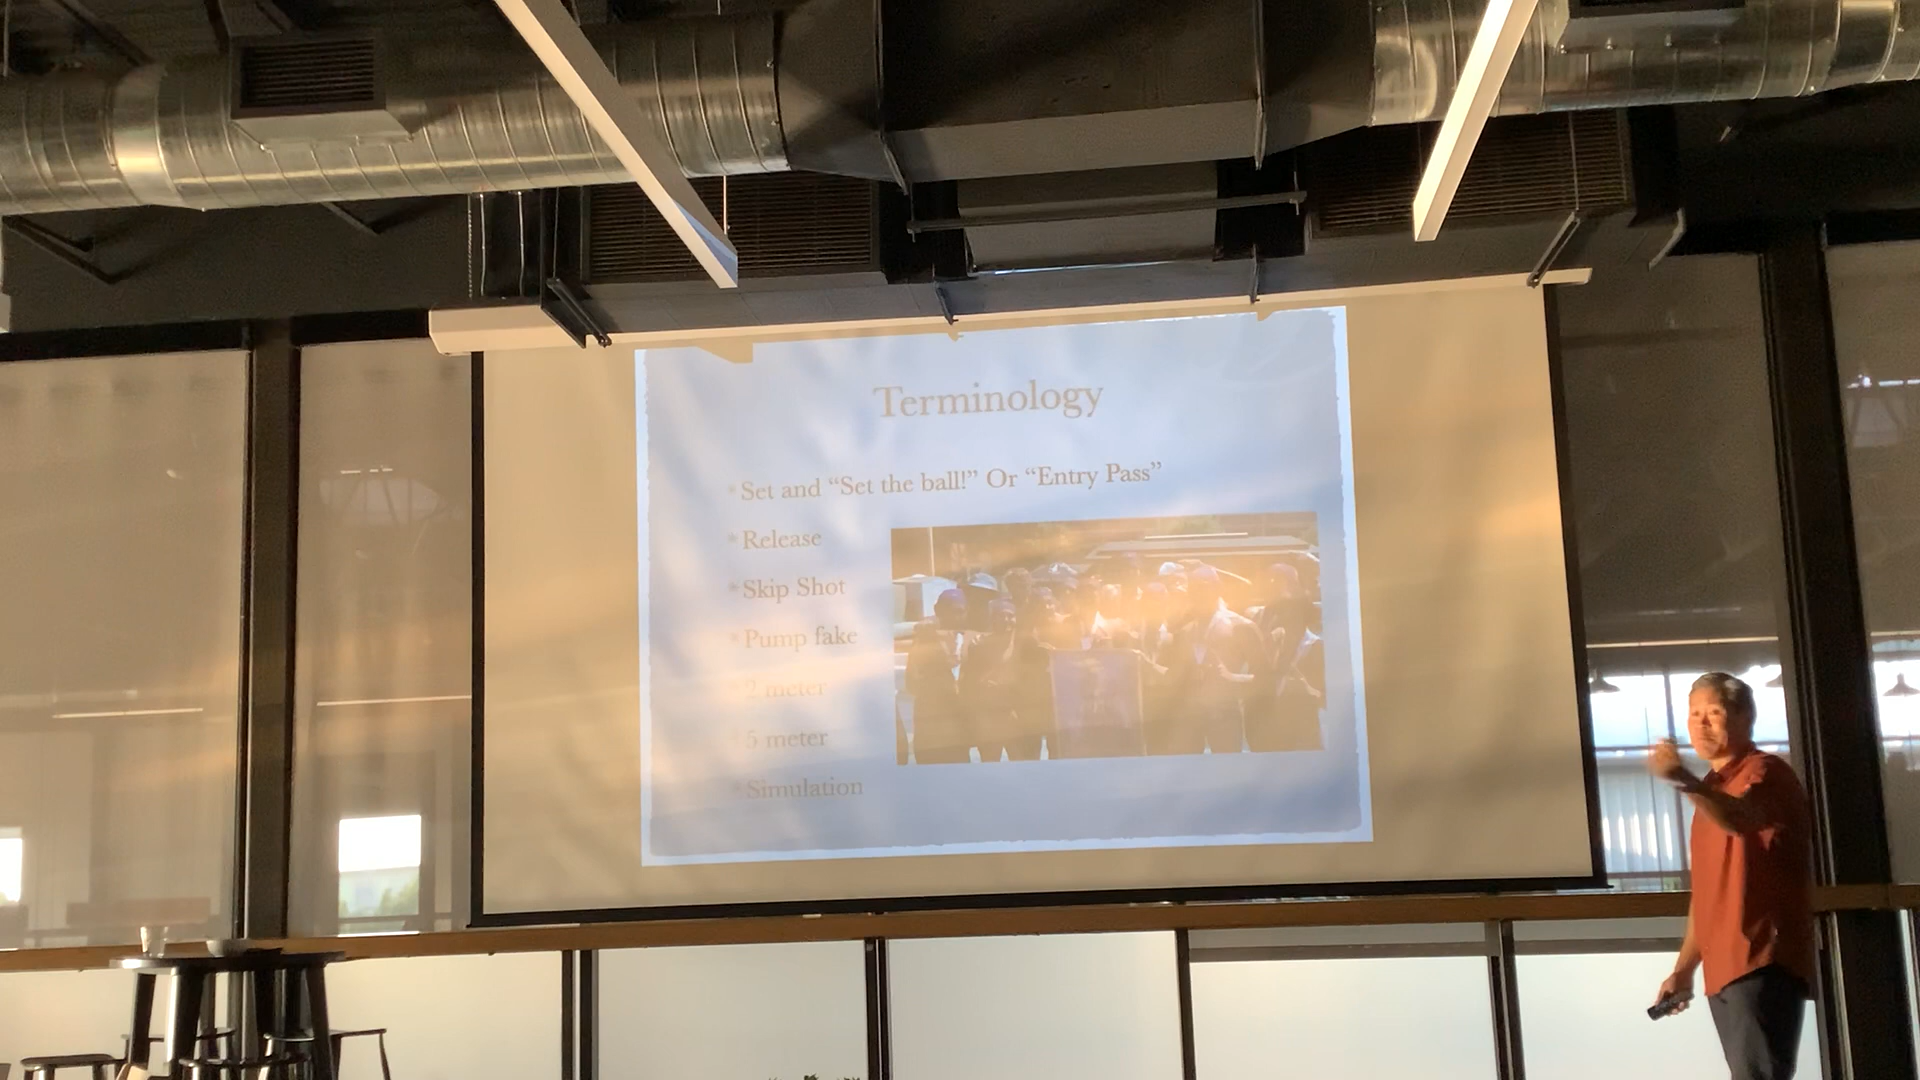 Terminology
Set and “Set the ball!” Or “Entry Pass”
Release
Skip Shot
Pump fake
2 meter
5 meter
Simulation